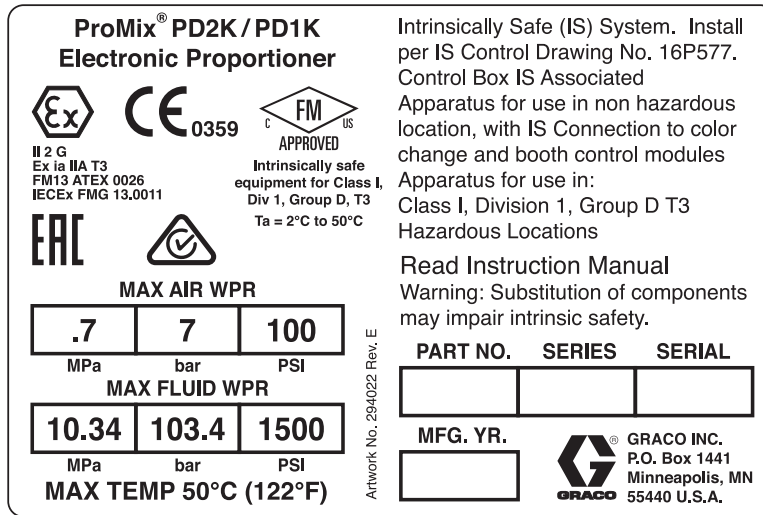 ProMix® PD2K / PD1K
Electronic Proportioner
Ex
CE 0359
FM
C US
APPROVED
II 2 G
Ex ia IIA T3
FM13 ATEX 0026
IECEx FMG 13.0011
Intrinsically safe
equipment for Class I,
Div 1, Group D, T3
Ta = 2°C to 50°C
EAC
MAX AIR WPR
.7 7 100
MPa bar PSI
MAX FLUID WPR
10.34 103.4 1500
MPa bar PSI
MAX TEMP 50°C (122°F)
Artwork No. 294022 Rev. E
Intrinsically Safe (IS) System. Install
per IS Control Drawing No. 16P577.
Control Box IS Associated
Apparatus for use in non hazardous
location, with IS Connection to color
change and booth control modules
Apparatus for use in:
Class I, Division 1, Group D T3
Hazardous Locations
Read Instruction Manual
Warning: Substitution of components
may impair intrinsic safety.
PART NO. SERIES SERIAL
MFG. YR.
G ®
GRACO
GRACO INC.
P.O. Box 1441
Minneapolis, MN
55440 U.S.A.